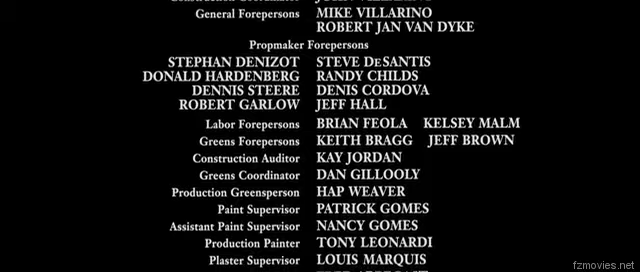 General Forepersons MIKE VILLARINO
ROBERT JAN VAN DYKE
Propmaker Forepersons
STEPHAN DENIZOT STEVE DESANTIS
DONALD HARDENBERG RANDY CHILDS
DENNIS STEERE DENIS CORDOVA
ROBERT GARLOW JEFF HALL
Labor Forepersons BRIAN FEOLA KELSEY MALM
Greens Forepersons KEITH BRAGG JEFF BROWN
Construction Auditor KAY JORDAN
Greens Coordinator DAN GILLOOLY
Production Greensperson HAP WEAVER
Paint Supervisor PATRICK GOMES
Assistant Paint Supervisor NANCY GOMES
Production Painter TONY LEONARDI
Plaster Supervisor LOUIS MARQUIS
fzmovies.net